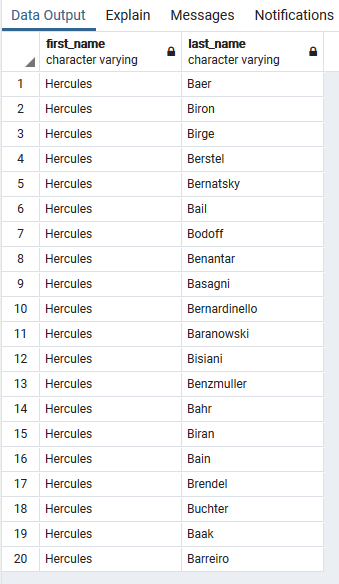 Data Output Explain Messages Notifications
first_name last_name
character varying character varying
1 Hercules Baer
2 Hercules Biron
3 Hercules Birge
4 Hercules Berstel
5 Hercules Bernatsky
6 Hercules Bail
7 Hercules Bodoff
8 Hercules Benantar
9 Hercules Basagni
10 Hercules Bernardinello
11 Hercules Baranowski
12 Hercules Bisiani
13 Hercules Benzmuller
14 Hercules Bahr
15 Hercules Biran
16 Hercules Bain
17 Hercules Brendel
18 Hercules Buchter
19 Hercules Baak
20 Hercules Barreiro